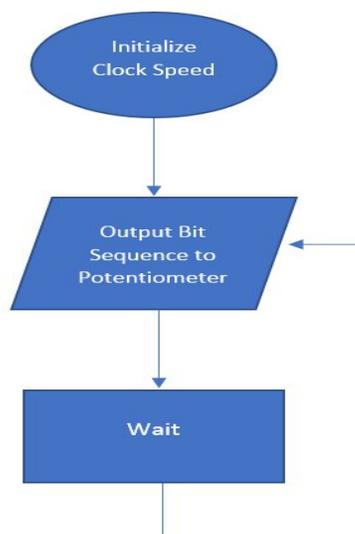 Initialize
Clock Speed
Output Bit
Sequence to
Potentiometer
Wait